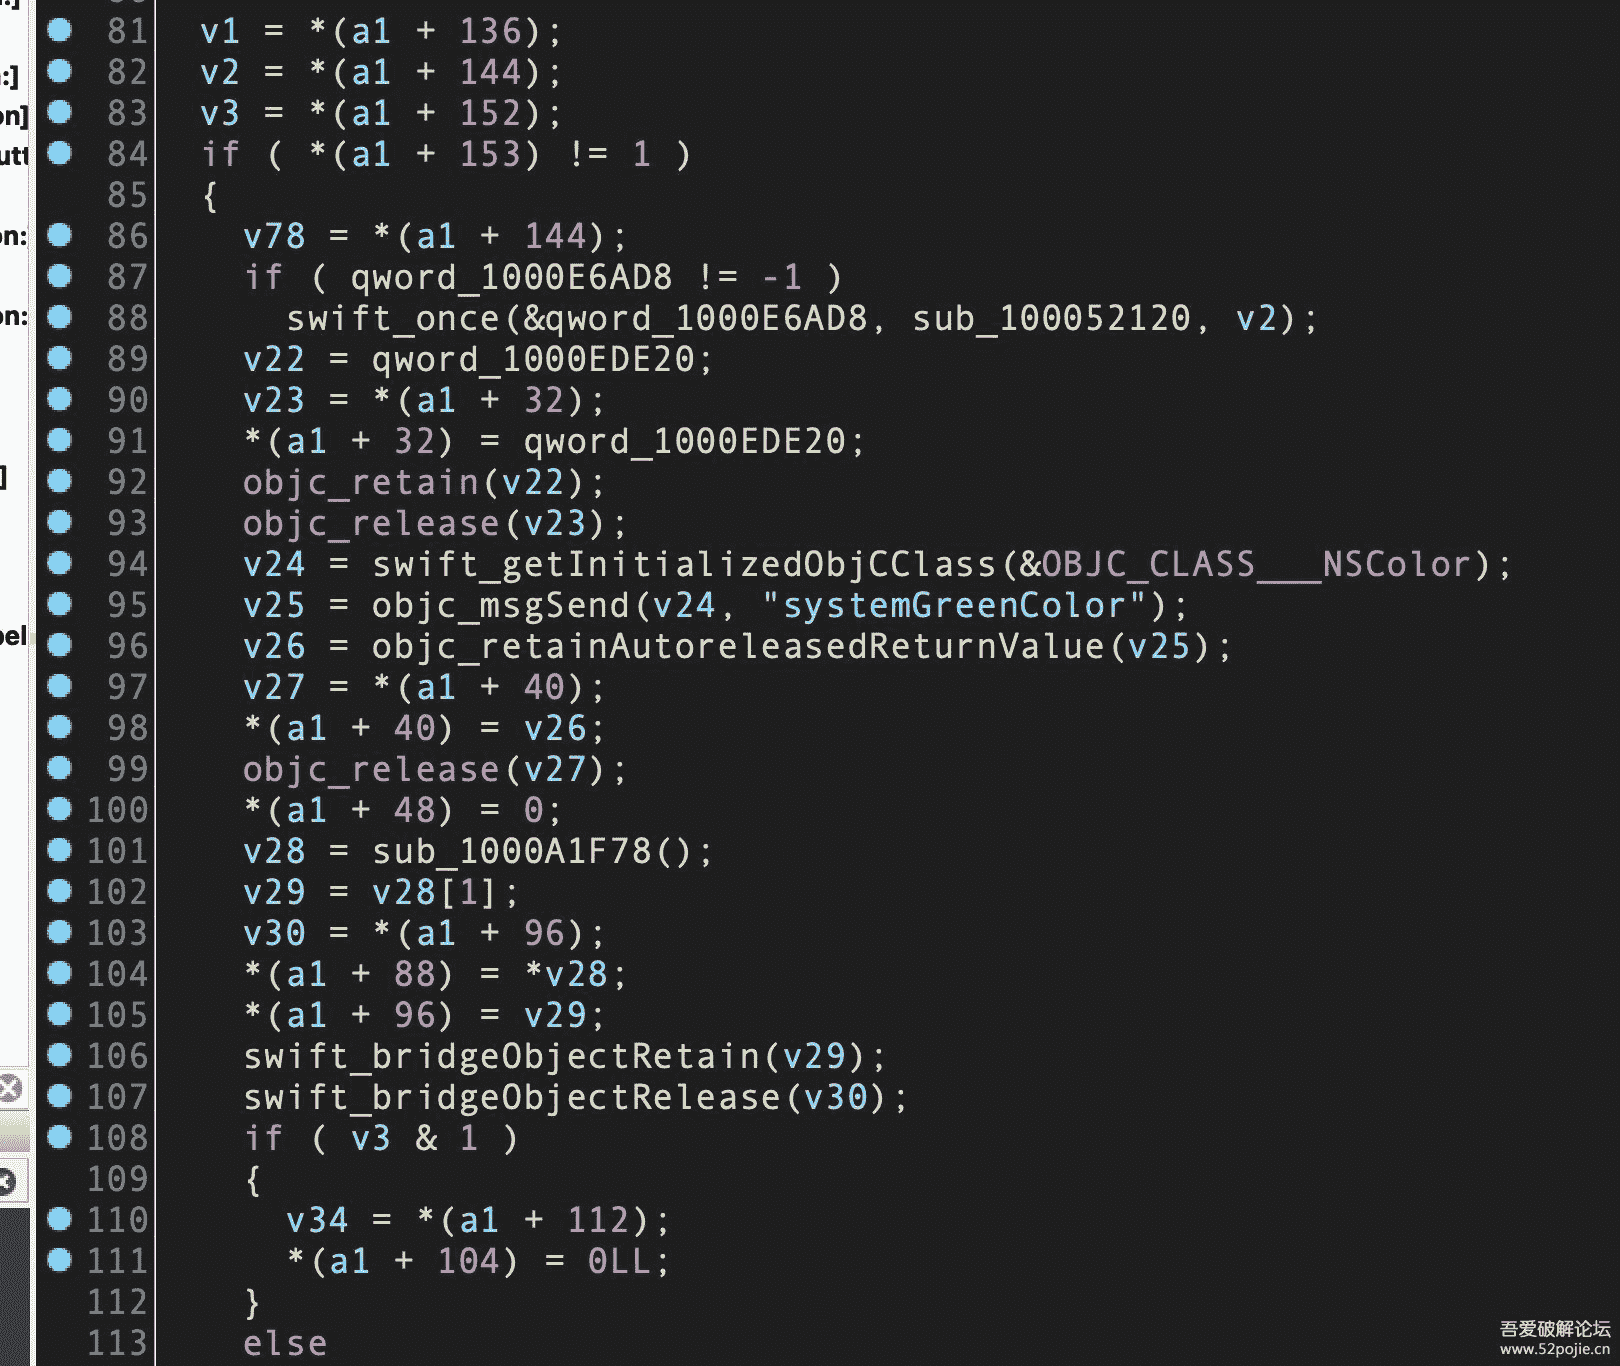 81 v1 = *(a1 + 136);
82 v2 = *(a1 + 144);
83 v3 = *(a1 + 152);
84 if ( *(a1 + 153) != 1 )
85 {
86 v78 = *(a1 + 144);
87 if ( qword_1000E6AD8 != -1 )
88 swift_once(&qword_1000E6AD8, sub_100052120, v2);
89 v22 = qword_1000EDE20;
90 v23 = *(a1 + 32);
91 *(a1 + 32) = qword_1000EDE20;
92 objc_retain(v22);
93 objc_release(v23);
94 v24 = swift_getInitializedObjCClass(&OBJC_CLASS___NSColor);
95 v25 = objc_msgSend(v24, "systemGreenColor");
96 v26 = objc_retainAutoreleasedReturnValue(v25);
97 v27 = *(a1 + 40);
98 *(a1 + 40) = v26;
99 objc_release(v27);
100 *(a1 + 48) = 0;
101 v28 = sub_1000A1F78();
102 v29 = v28[1];
103 v30 = *(a1 + 96);
104 *(a1 + 88) = *v28;
105 *(a1 + 96) = v29;
106 swift_bridgeObjectRetain(v29);
107 swift_bridgeObjectRelease(v30);
108 if ( v3 & 1 )
109 {
110 v34 = *(a1 + 112);
111 *(a1 + 104) = 0LL;
112 }
113 else
吾爱破解论坛
www.52pojie.cn